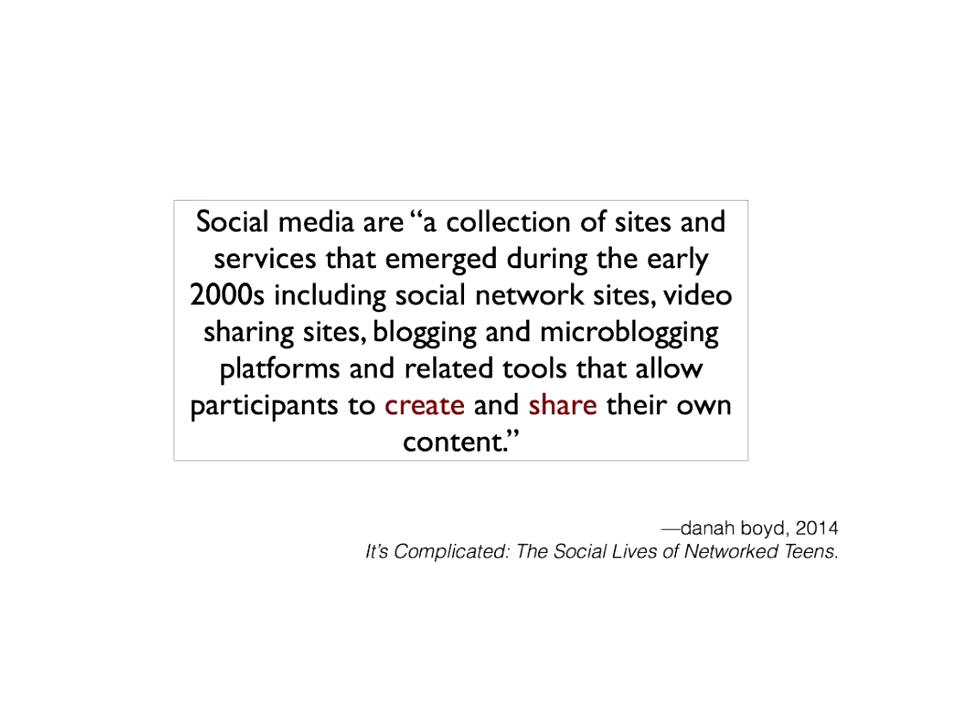 Social media are “a collection of sites and
services that emerged during the early
2000s including social network sites, video
sharing sites, blogging and microblogging
platforms and related tools that allow
participants to create and share their own
content.”
—danah boyd, 2014
It’s Complicated: The Social Lives of Networked Teens.